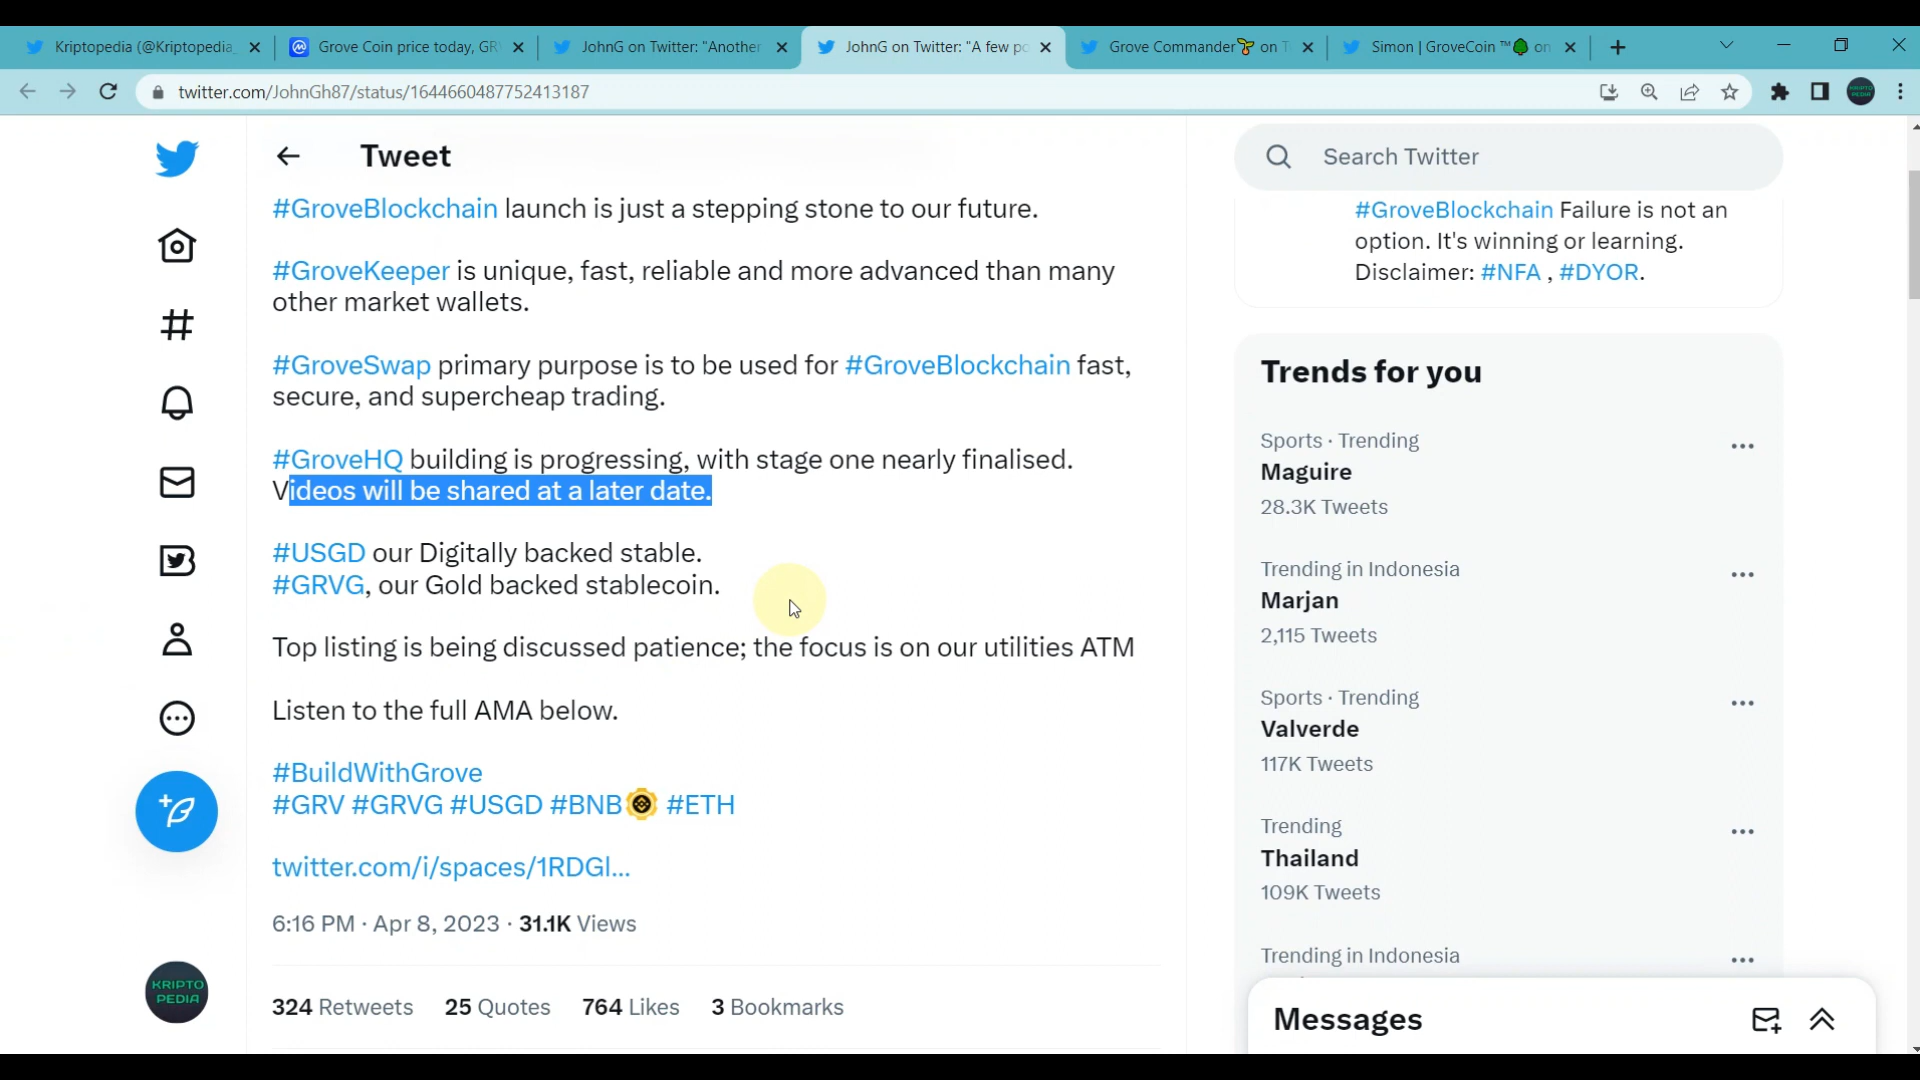 Kriptopedia (@Kriptopedia_
Grove Coin price today, GR
JohnG on Twitter: "Another
JohnG on Twitter: "A few po
Grove Commander on T
Simon | GroveCoin ™ on
twitter.com/JohnGh87/status/1644660487752413187
Tweet
#GroveBlockchain launch is just a stepping stone to our future.
#GroveKeeper is unique, fast, reliable and more advanced than many
other market wallets.
#GroveSwap primary purpose is to be used for #GroveBlockchain fast,
secure, and supercheap trading.
#GroveHQ building is progressing, with stage one nearly finalised.
Videos will be shared at a later date.
#USGD our Digitally backed stable.
#GRVG, our Gold backed stablecoin.
Top listing is being discussed patience; the focus is on our utilities ATM
Listen to the full AMA below.
#BuildWithGrove
#GRV #GRVG #USGD #BNB #ETH
twitter.com/i/spaces/1RDGl...
6:16 PM · Apr 8, 2023 · 31.1K Views
324 Retweets 25 Quotes 764 Likes 3 Bookmarks
KRIPTO
PEDIA
Search Twitter
#GroveBlockchain Failure is not an
option. It's winning or learning.
Disclaimer: #NFA , #DYOR.
Trends for you
Sports · Trending
Maguire
28.3K Tweets
Trending in Indonesia
Marjan
2,115 Tweets
Sports · Trending
Valverde
117K Tweets
Trending
Thailand
109K Tweets
Trending in Indonesia
Messages